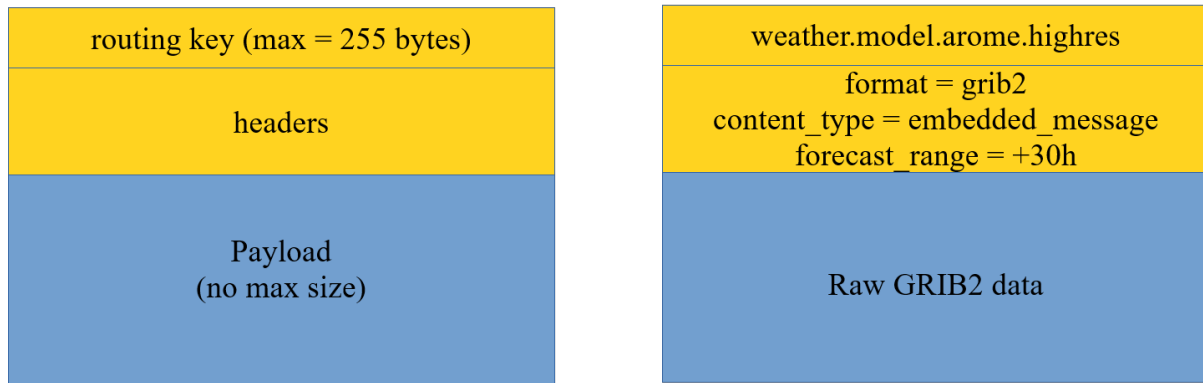 routing key (max = 255 bytes)
headers
Payload
(no max size)
weather.model.arome.highres
format = grib2
content_type = embedded_message
forecast_range = +30h
Raw GRIB2 data